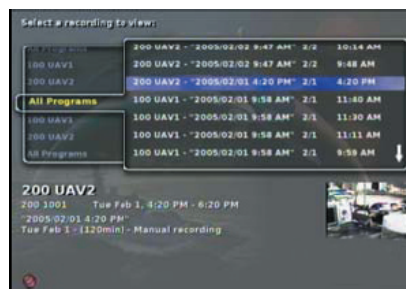 Select a recording to view:
All Programs
100 UAV1
200 UAV2
All Programs
100 UAV1
200 UAV2
All Programs
200 UAV2 - "2005/02/02 9:47 AM" 2/2 10:14 AM
200 UAV2 - "2005/02/02 9:47 AM" 2/2 9:48 AM
200 UAV2 - "2005/02/01 4:20 PM" 2/1 4:20 PM
100 UAV1 - "2005/02/01 9:58 AM" 2/1 11:40 AM
100 UAV1 - "2005/02/01 9:58 AM" 2/1 11:30 AM
100 UAV1 - "2005/02/01 9:58 AM" 2/1 11:11 AM
100 UAV1 - "2005/02/01 9:58 AM" 2/1 9:59 AM
200 UAV2
200 1001 Tue Feb 1, 4:20 PM - 6:20 PM
"2005/02/01 4:20 PM"
Tue Feb 1 - (120min) - Manual recording